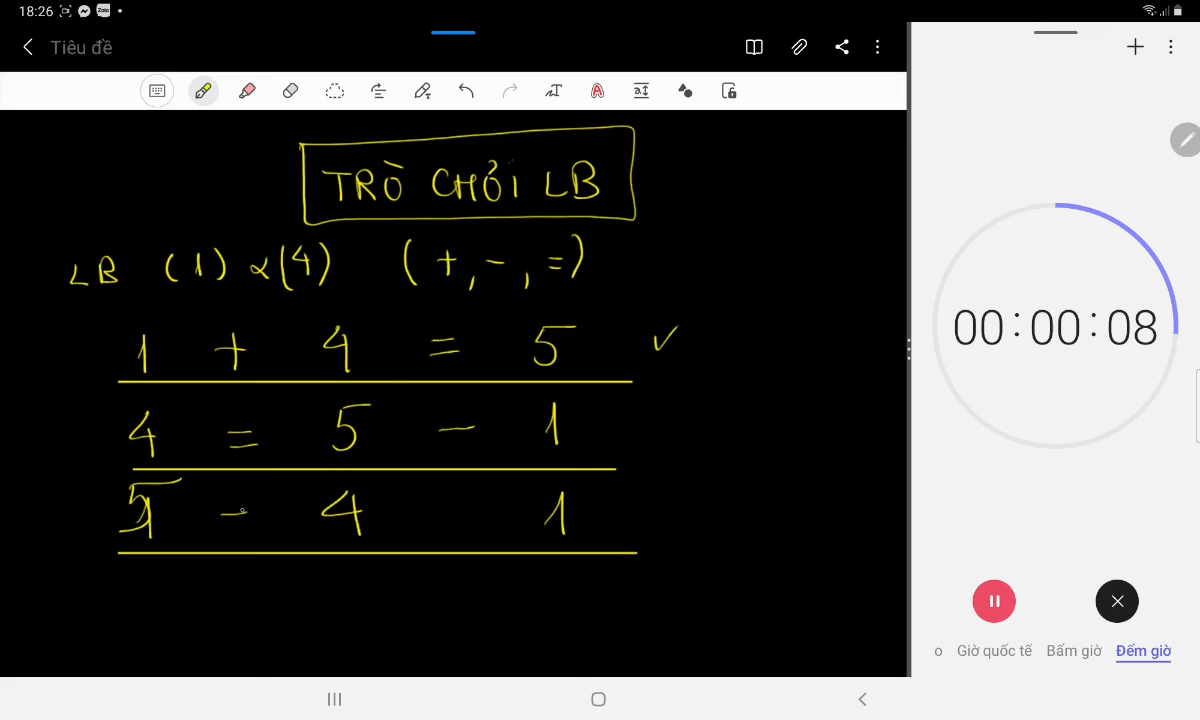 18:26
Tiêu đề
TRÒ CHỎI LB
LB (1) & (4) (+, -, =)
1 + 4 = 5 ✓
4 = 5 - 1
5 - 4 1
00:00:08
Giờ quốc tế Bấm giờ Đếm giờ